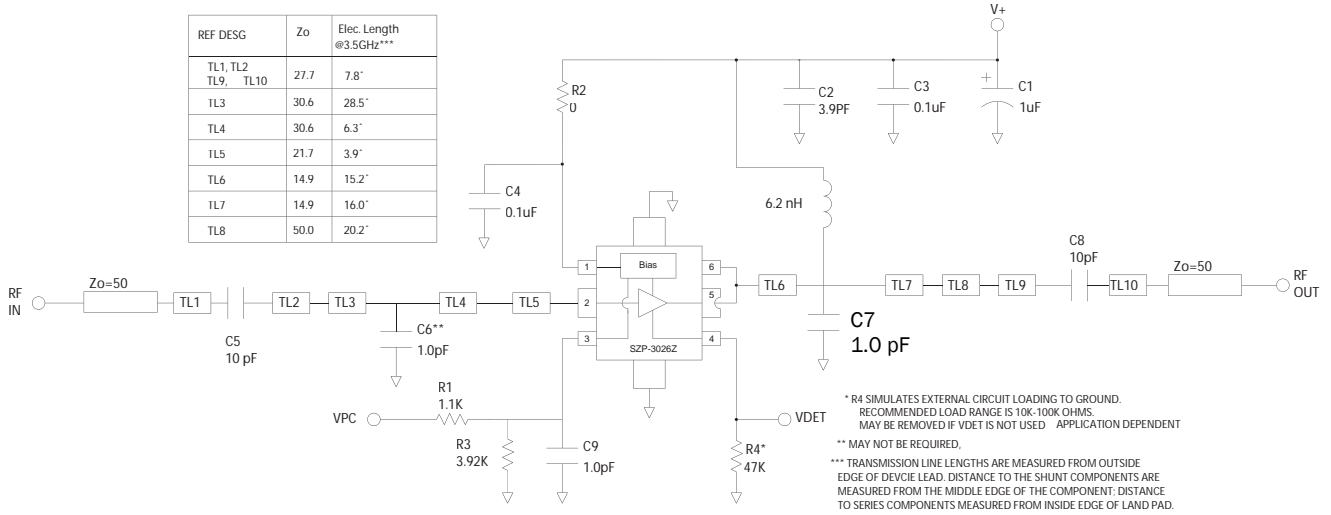 REF DESG Zo Elec. Length
@3.5GHz***
TL1, TL2
TL9, TL10 27.7 7.8°
TL3 30.6 28.5°
TL4 30.6 6.3°
TL5 21.7 3.9°
TL6 14.9 15.2°
TL7 14.9 16.0°
TL8 50.0 20.2°
V+
R2
0
C2
3.9PF
C3
0.1uF
+
C1
1uF
C4
0.1uF
6.2 nH
1
Bias
6
2
5
3
4
SZP-3026Z
RF
IN
Zo=50
TL1
C5
10 pF
TL2
TL3
C6**
1.0pF
TL4
TL5
TL6
C7
1.0 pF
TL7
TL8
TL9
C8
10pF
TL10
Zo=50
RF
OUT
VPC
R1
1.1K
R3
3.92K
C9
1.0pF
VDET
R4*
47K
* R4 SIMULATES EXTERNAL CIRCUIT LOADING TO GROUND.
RECOMMENDED LOAD RANGE IS 10K-100K OHMS.
MAY BE REMOVED IF VDET IS NOT USED APPLICATION DEPENDENT
** MAY NOT BE REQUIRED,
*** TRANSMISSION LINE LENGTHS ARE MEASURED FROM OUTSIDE
EDGE OF DEVCIE LEAD. DISTANCE TO THE SHUNT COMPONENTS ARE
MEASURED FROM THE MIDDLE EDGE OF THE COMPONENT; DISTANCE
TO SERIES COMPONENTS MEASURED FROM INSIDE EDGE OF LAND PAD.